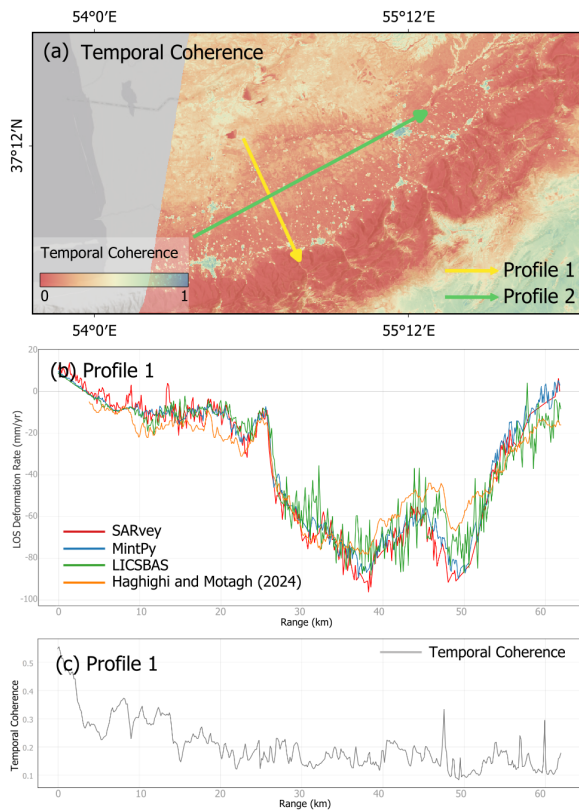 54°0′E 55°12′E
(a) Temporal Coherence
37°12′N
Temporal Coherence
0 1
Profile 1
Profile 2
54°0′E 55°12′E
(b) Profile 1
20
0
-20
-40
-60
-80
-100
LOS Deformation Rate (mm/yr)
SARvey
MintPy
LICSBAS
Haghighi and Motagh (2024)
0 10 20 30 40 50 60
Range (km)
(c) Profile 1
Temporal Coherence
0.5
0.4
0.3
0.2
0.1
Temporal Coherence
0 10 20 30 40 50 60
Range (km)